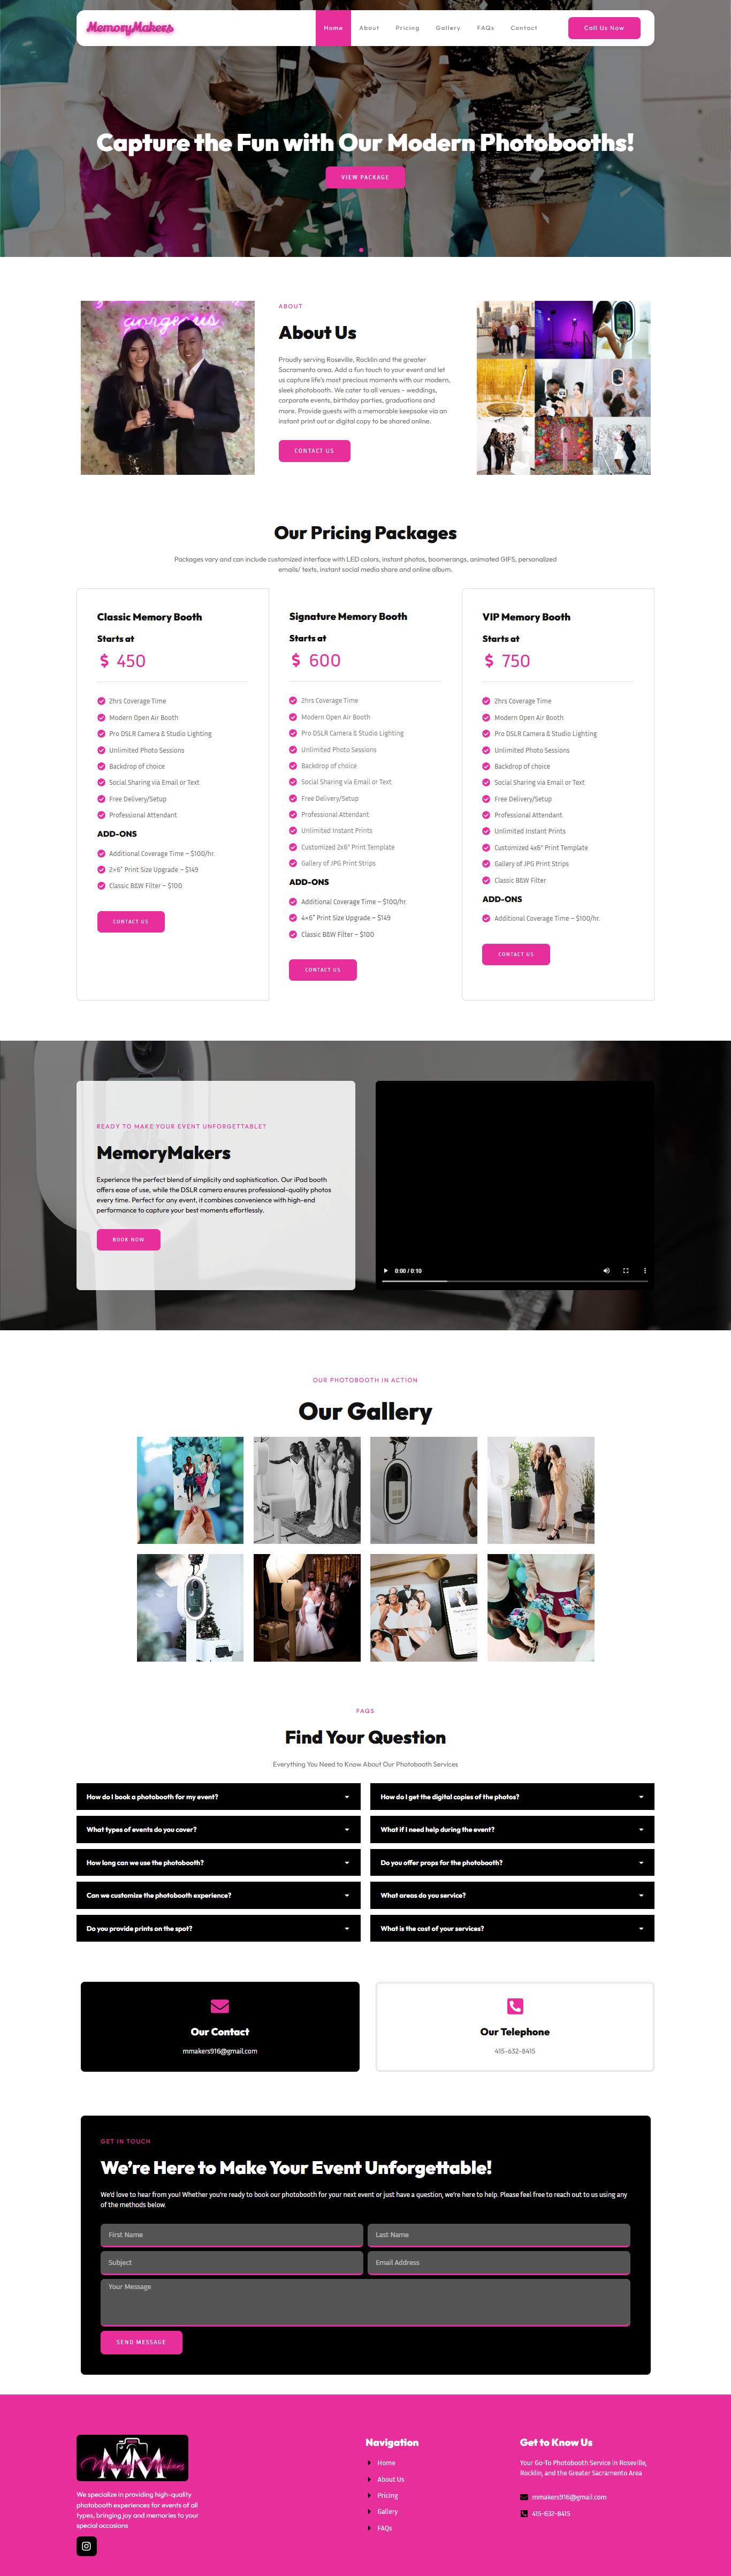 MemoryMakers
Home
About
Pricing
Gallery
FAQs
Contact
Call Us Now
Capture the Fun with Our Modern Photobooths!
VIEW PACKAGE
gorgeous
ABOUT
About Us
Proudly serving Roseville, Rocklin and the greater
Sacramento area. Add a fun touch to your event and let
us capture life's most precious moments with our modern,
sleek photobooth. We cater to all venues – weddings,
corporate events, birthday parties, graduations and
more. Provide guests with a memorable keepsake via an
instant print out or digital copy to be shared online.
CONTACT US
Our Pricing Packages
Packages vary and can include customized interface with LED colors, instant photos, boomerangs, animated GIFS, personalized
emails/ texts, instant social media share and online album.
Classic Memory Booth
Starts at
$ 450
2hrs Coverage Time
Modern Open Air Booth
Pro DSLR Camera & Studio Lighting
Unlimited Photo Sessions
Backdrop of choice
Social Sharing via Email or Text
Free Delivery/Setup
Professional Attendant
ADD-ONS
Additional Coverage Time – $100/hr.
2×6" Print Size Upgrade – $149
Classic B&W Filter – $100
CONTACT US
Signature Memory Booth
Starts at
$ 600
2hrs Coverage Time
Modern Open Air Booth
Pro DSLR Camera & Studio Lighting
Unlimited Photo Sessions
Backdrop of choice
Social Sharing via Email or Text
Free Delivery/Setup
Professional Attendant
Unlimited Instant Prints
Customized 2x6" Print Template
Gallery of JPG Print Strips
ADD-ONS
Additional Coverage Time – $100/hr.
4×6" Print Size Upgrade – $149
Classic B&W Filter – $100
CONTACT US
VIP Memory Booth
Starts at
$ 750
2hrs Coverage Time
Modern Open Air Booth
Pro DSLR Camera & Studio Lighting
Unlimited Photo Sessions
Backdrop of choice
Social Sharing via Email or Text
Free Delivery/Setup
Professional Attendant
Unlimited Instant Prints
Customized 4x6" Print Template
Gallery of JPG Print Strips
Classic B&W Filter
ADD-ONS
Additional Coverage Time – $100/hr.
CONTACT US
READY TO MAKE YOUR EVENT UNFORGETTABLE?
MemoryMakers
Experience the perfect blend of simplicity and sophistication. Our iPad booth
offers ease of use, while the DSLR camera ensures professional-quality photos
every time. Perfect for any event, it combines convenience with high-end
performance to capture your best moments effortlessly.
BOOK NOW
0:00 / 0:10
OUR PHOTOBOOTH IN ACTION
Our Gallery
FAQS
Find Your Question
Everything You Need to Know About Our Photobooth Services
How do I book a photobooth for my event?
What types of events do you cover?
How long can we use the photobooth?
Can we customize the photobooth experience?
Do you provide prints on the spot?
How do I get the digital copies of the photos?
What if I need help during the event?
Do you offer props for the photobooth?
What areas do you service?
What is the cost of your services?
Our Contact
mmakers916@gmail.com
Our Telephone
415-632-8415
GET IN TOUCH
We're Here to Make Your Event Unforgettable!
We'd love to hear from you! Whether you're ready to book our photobooth for your next event or just have a question, we're here to help. Please feel free to reach out to us using any
of the methods below.
First Name
Last Name
Subject
Email Address
Your Message
SEND MESSAGE
Memory Makers
MM
We specialize in providing high-quality
photobooth experiences for events of all
types, bringing joy and memories to your
special occasions
Navigation
Home
About Us
Pricing
Gallery
FAQs
Get to Know Us
Your Go-To Photobooth Service in Roseville,
Rocklin, and the Greater Sacramento Area
mmakers916@gmail.com
415-632-8415